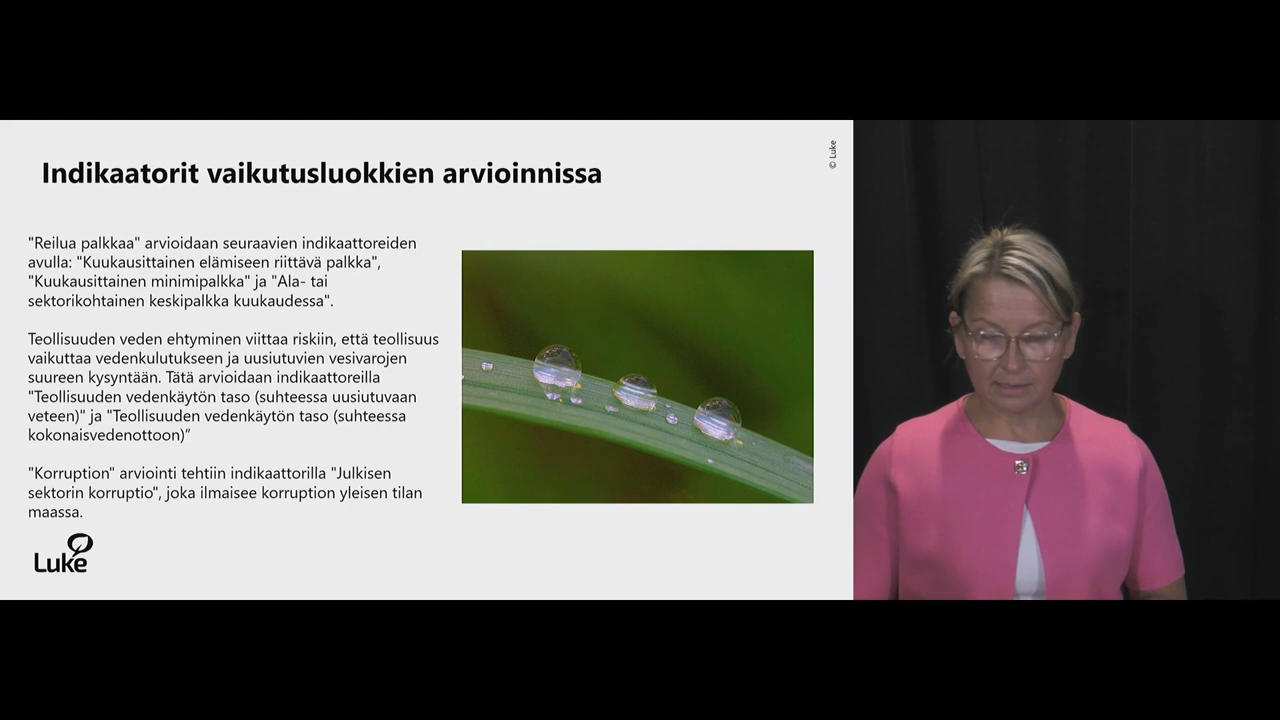 Indikaatorit vaikutusluokkien arvioinnissa
© Luke
"Reilua palkkaa" arvioidaan seuraavien indikaattoreiden
avulla: "Kuukausittainen elämiseen riittävä palkka",
"Kuukausittainen minimipalkka" ja "Ala- tai
sektorikohtainen keskipalkka kuukaudessa".
Teollisuuden veden ehtyminen viittaa riskiin, että teollisuus
vaikuttaa vedenkulutukseen ja uusiutuvien vesivarojen
suureen kysyntään. Tätä arvioidaan indikaattoreilla
"Teollisuuden vedenkäytön taso (suhteessa uusiutuvaan
veteen)" ja "Teollisuuden vedenkäytön taso (suhteessa
kokonaisvedenottoon)”
"Korruption" arviointi tehtiin indikaattorilla "Julkisen
sektorin korruptio", joka ilmaisee korruption yleisen tilan
maassa.
Luke